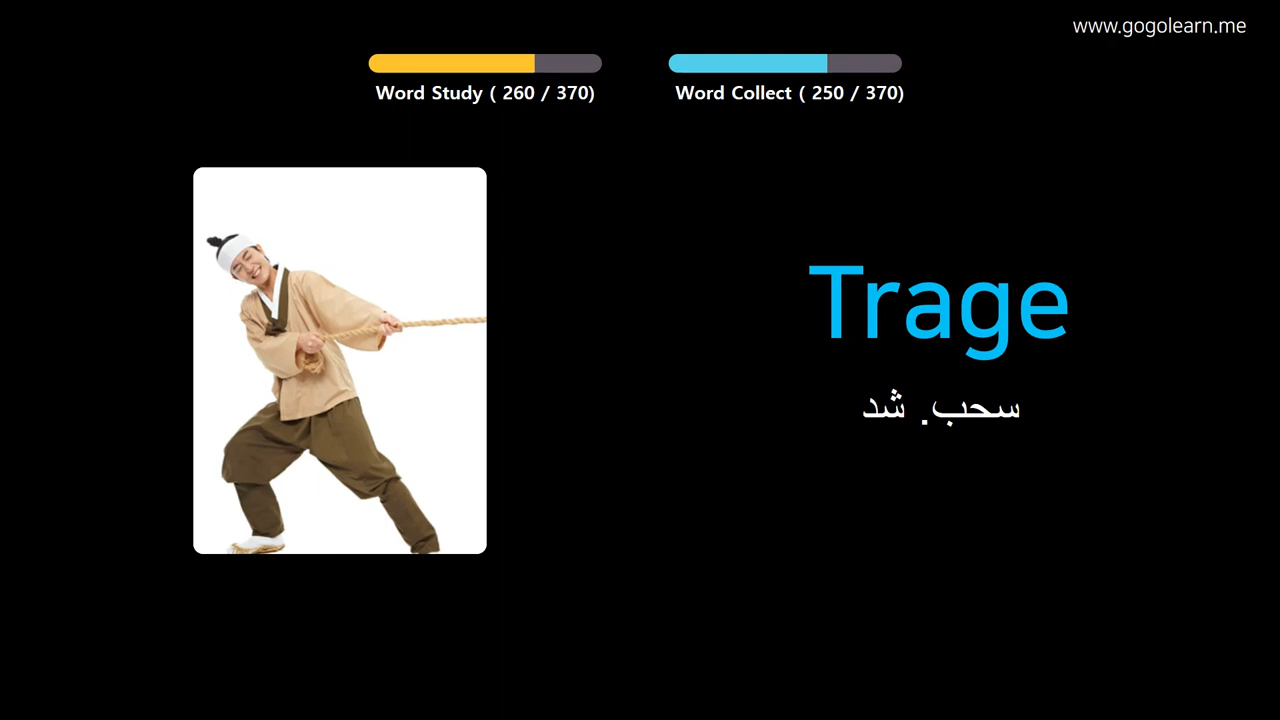 www.gogolearn.me
Word Study ( 260 / 370)
Word Collect ( 250 / 370)
Trage
سحب. شد